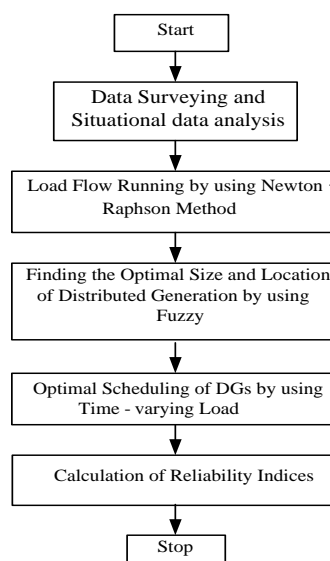 Start
Data Surveying and
Situational data analysis
Load Flow Running by using Newton -
Raphson Method
Finding the Optimal Size and Location
of Distributed Generation by using
Fuzzy
Optimal Scheduling of DGs by using
Time - varying Load
Calculation of Reliability Indices
Stop